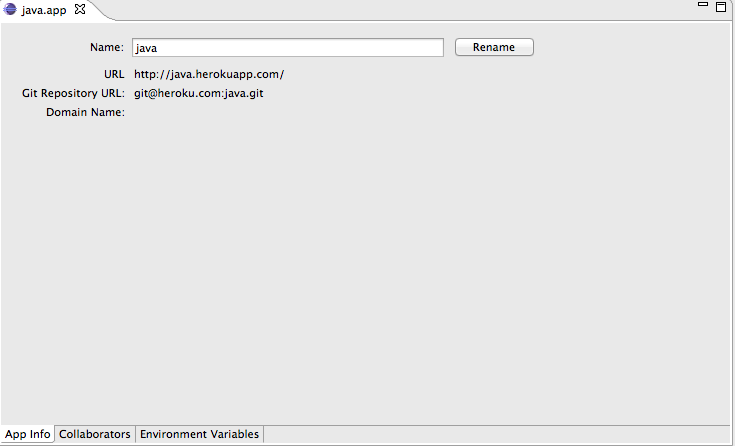 java.app
Name: java Rename
URL http://java.herokuapp.com/
Git Repository URL: git@heroku.com:java.git
Domain Name:
App Info Collaborators Environment Variables